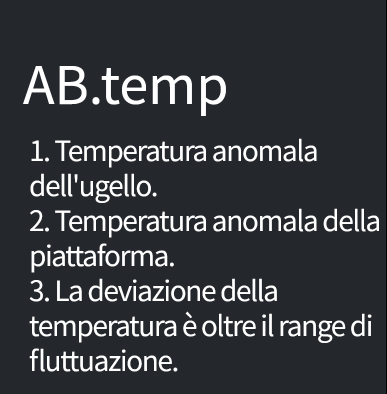 AB.temp
1. Temperatura anomala
dell'ugello.
2. Temperatura anomala della
piattaforma.
3. La deviazione della
temperatura è oltre il range di
fluttuazione.